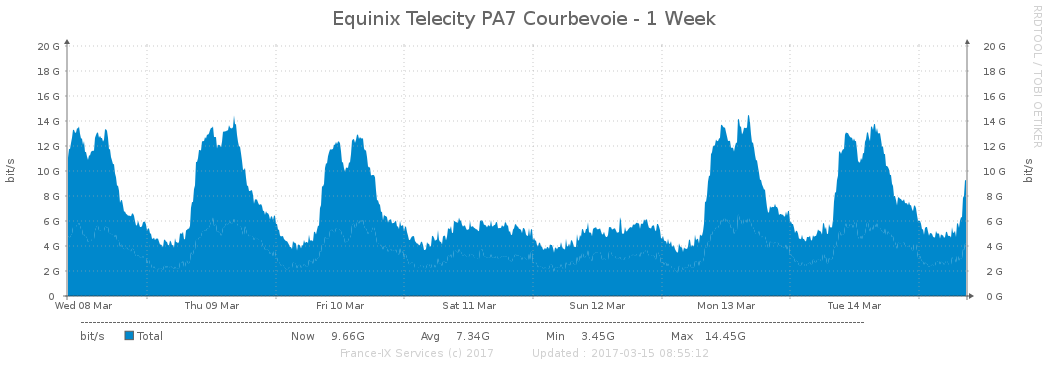 Equinix Telecity PA7 Courbevoie - 1 Week
RRDTOOL / TOBI OETIKER
bit/s
bit/s
20 G 20 G
18 G 18 G
16 G 16 G
14 G 14 G
12 G 12 G
10 G 10 G
8 G 8 G
6 G 6 G
4 G 4 G
2 G 2 G
0 0 G
Wed 08 Mar Thu 09 Mar Fri 10 Mar Sat 11 Mar Sun 12 Mar Mon 13 Mar Tue 14 Mar
bit/s Total Now 9.66G Avg 7.34G Min 3.45G Max 14.45G
France-IX Services (c) 2017 Updated : 2017-03-15 08:55:12